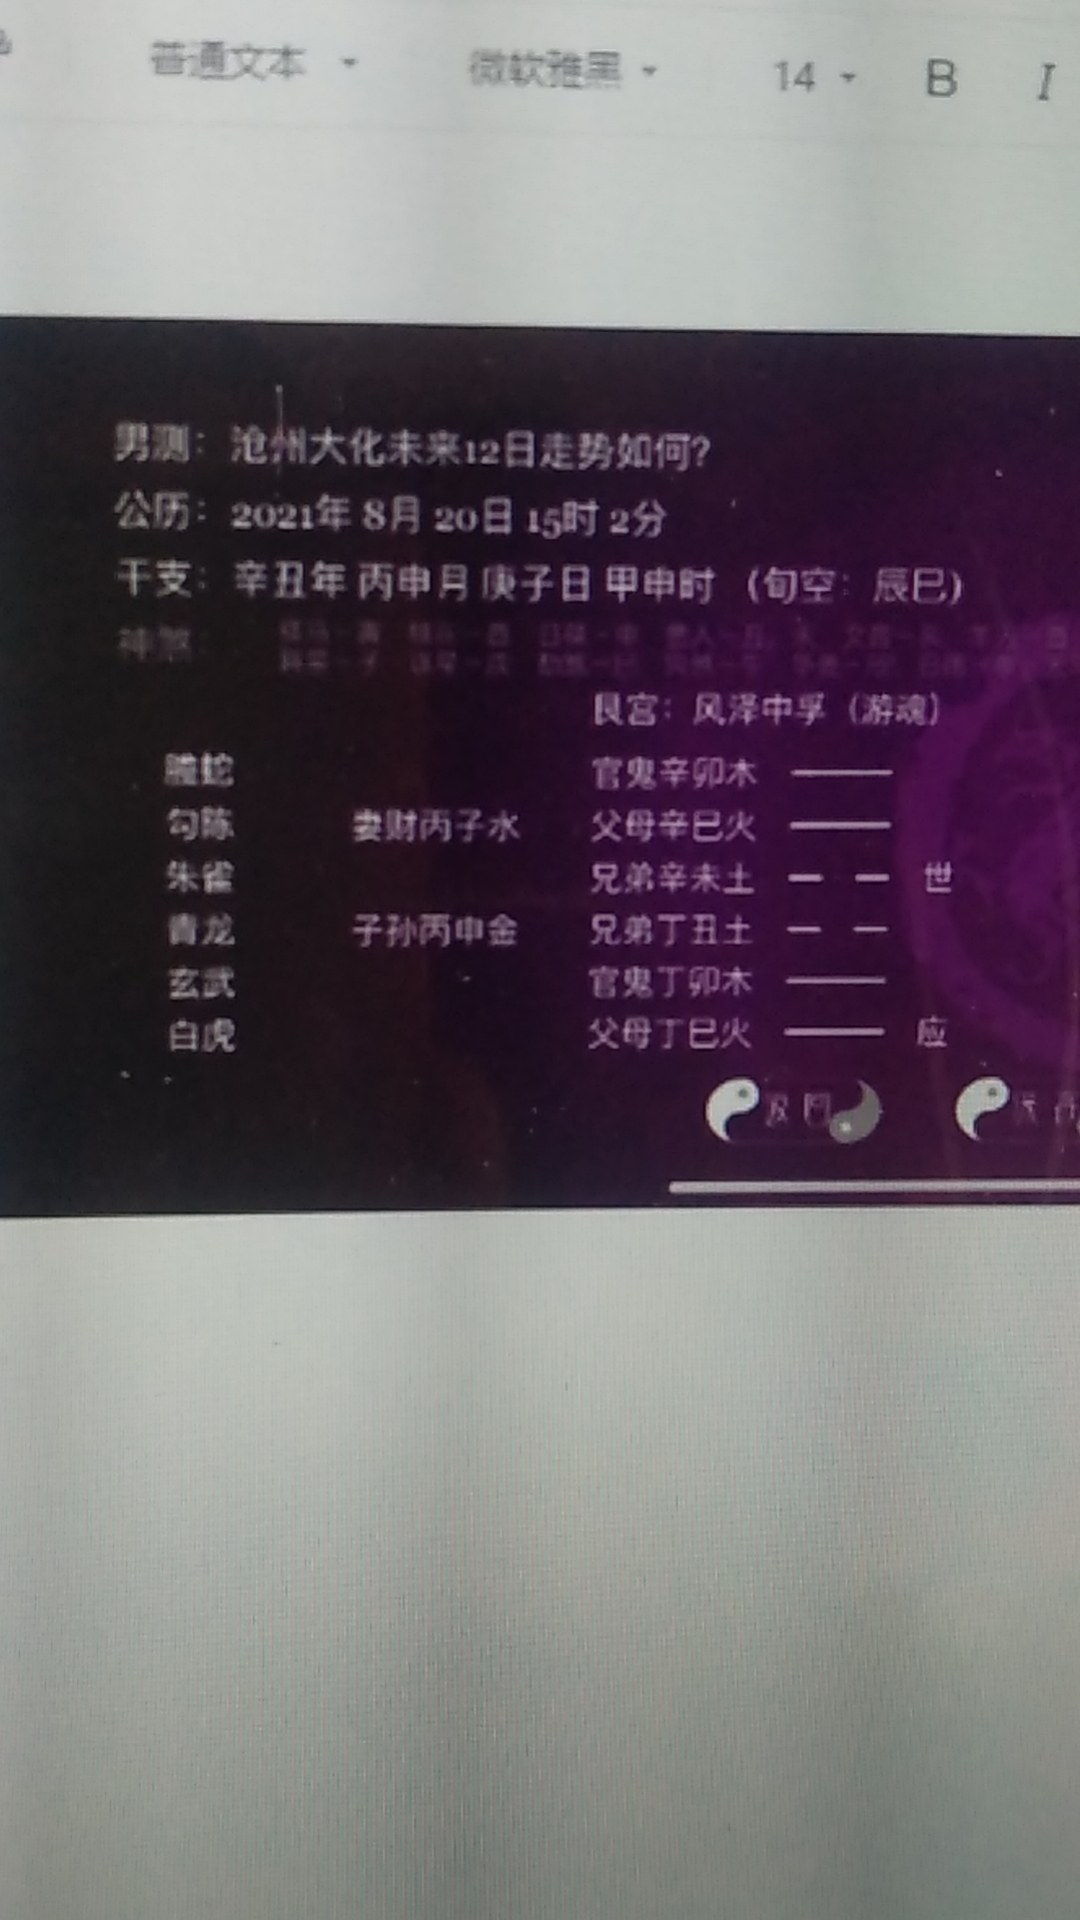 普通文本 微软雅黑 14 B I
男测：沧州大化未来12日走势如何?
公历：2021年 8月 20日 15时 2分
干支：辛丑年 丙申月 庚子日 甲申时 (旬空：辰巳)
神煞：
艮宫：风泽中孚 (游魂)
螣蛇 官鬼辛卯木
勾陈 妻财丙子水 父母辛巳火
朱雀 兄弟辛未土 世
青龙 子孙丙申金 兄弟丁丑土
玄武 官鬼丁卯木
白虎 父母丁巳火 应